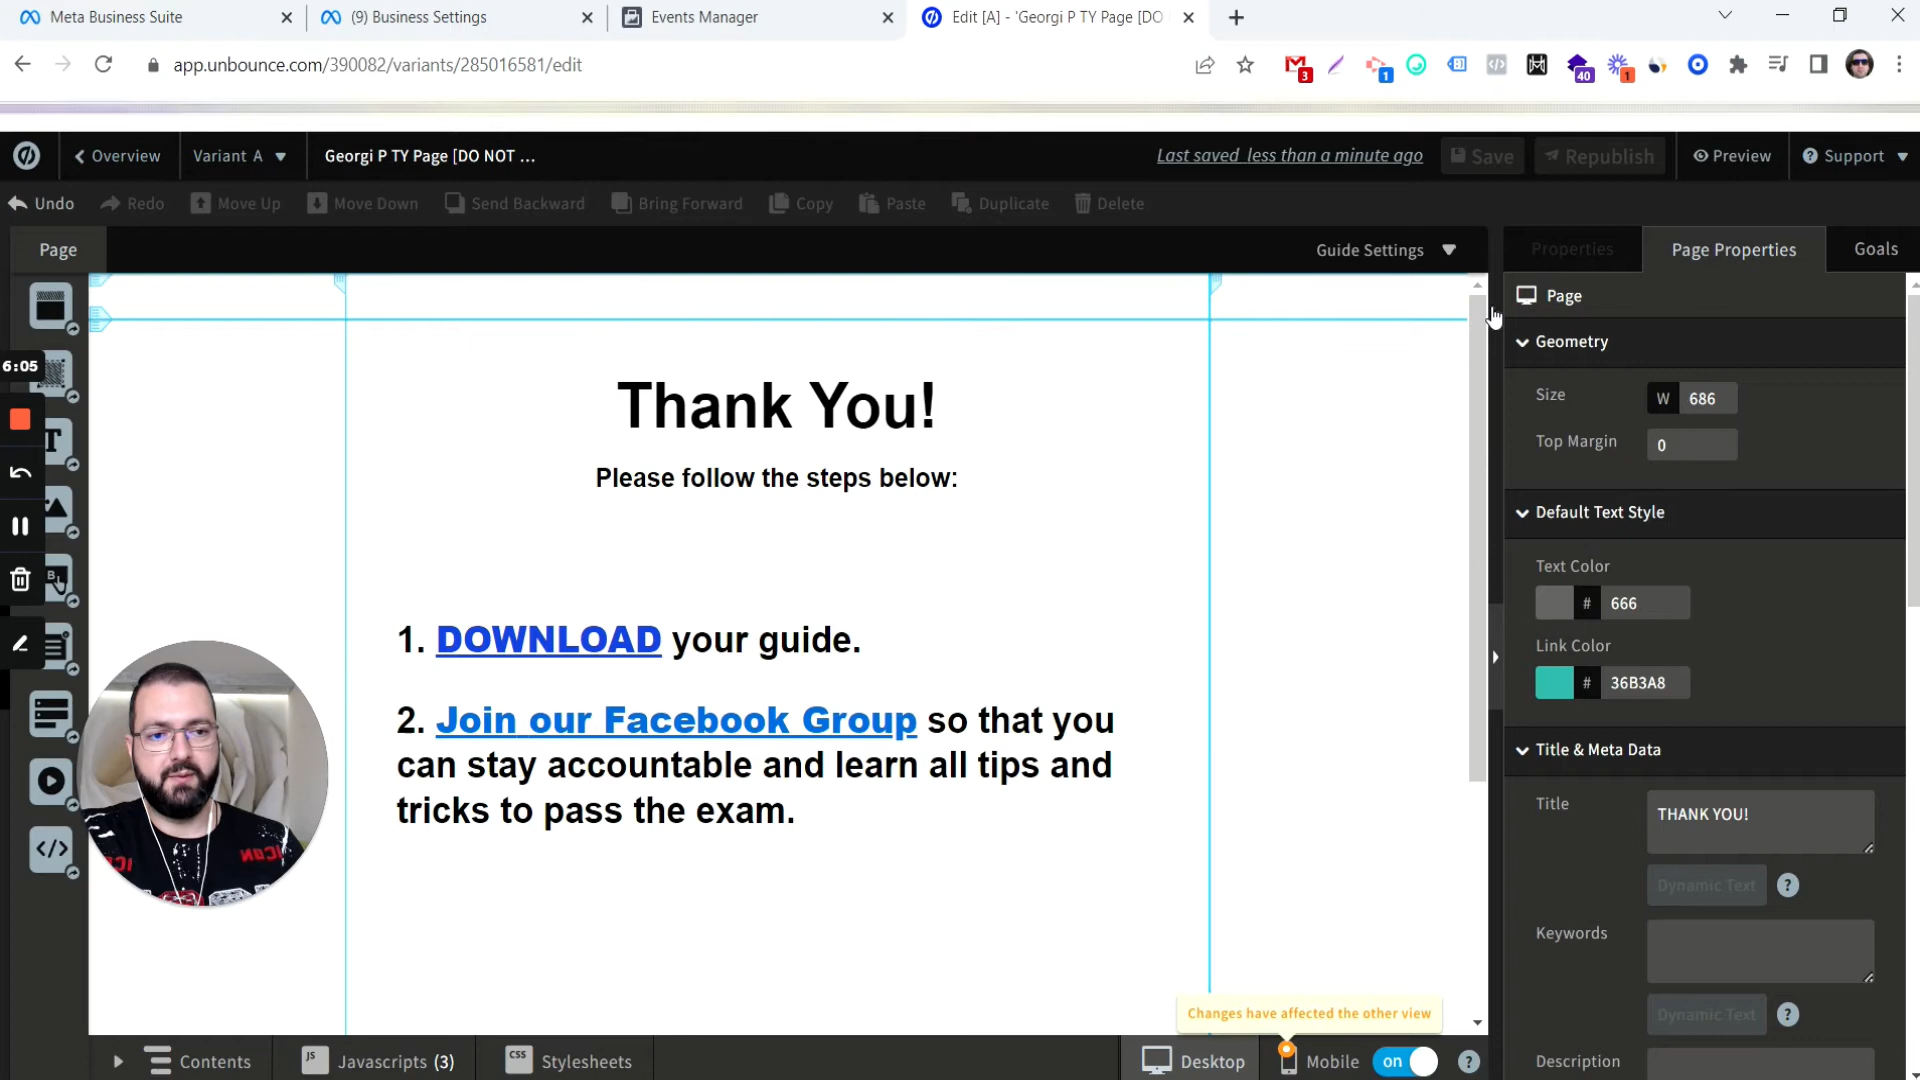 Meta Business Suite
(9) Business Settings
Events Manager
Edit [A] - 'Georgi P TY Page [DO
app.unbounce.com/390082/variants/285016581/edit
3
1
40
1
Overview
Variant A
Georgi P TY Page [DO NOT ...
Last saved less than a minute ago
Save
Republish
Preview
Support
Undo
Redo
Move Up
Move Down
Send Backward
Bring Forward
Copy
Paste
Duplicate
Delete
Page
Guide Settings
Properties
Page Properties
Goals
Page
Geometry
Size
W
686
Top Margin
0
Default Text Style
Text Color
#
666
Link Color
#
36B3A8
Title & Meta Data
Title
THANK YOU!
Dynamic Text
Keywords
Dynamic Text
Description
6:05
Thank You!
Please follow the steps below:
1. DOWNLOAD your guide.
2. Join our Facebook Group so that you
can stay accountable and learn all tips and
tricks to pass the exam.
Changes have affected the other view
Contents
JS
Javascripts (3)
CSS
Stylesheets
Desktop
Mobile
on